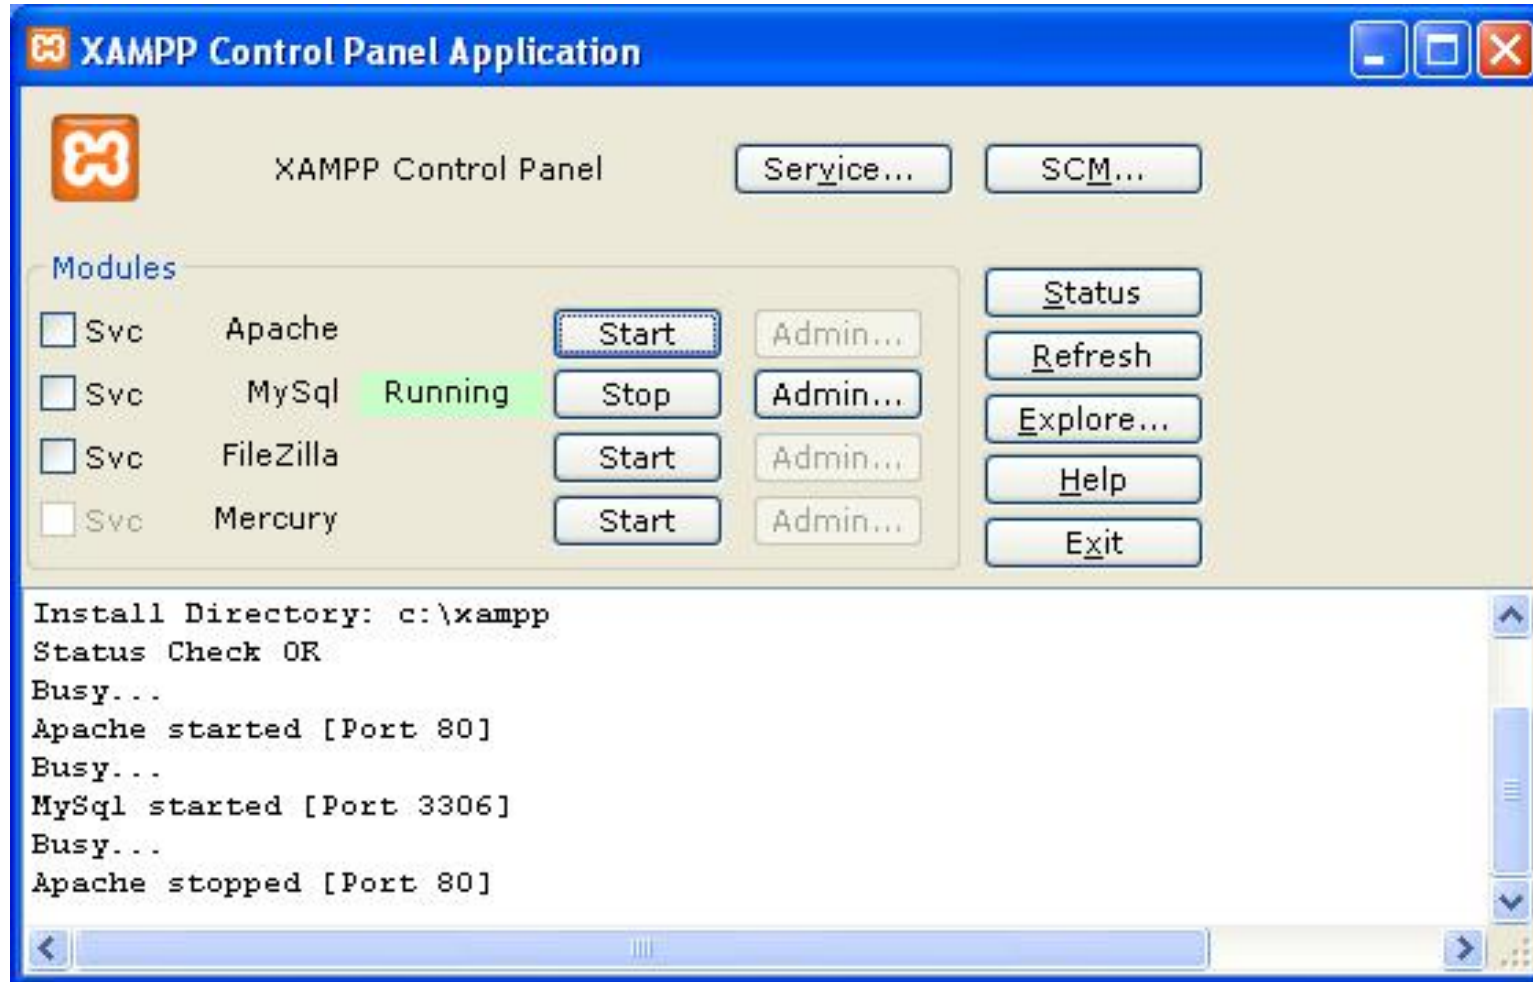 XAMPP Control Panel Application
XAMPP Control Panel Service... SCM...
Modules
Svc Apache Start Admin...
Svc MySql Running Stop Admin...
Svc FileZilla Start Admin...
Svc Mercury Start Admin...
Status
Refresh
Explore...
Help
Exit
Install Directory: c:\xampp
Status Check OK
Busy...
Apache started [Port 80]
Busy...
MySql started [Port 3306]
Busy...
Apache stopped [Port 80]